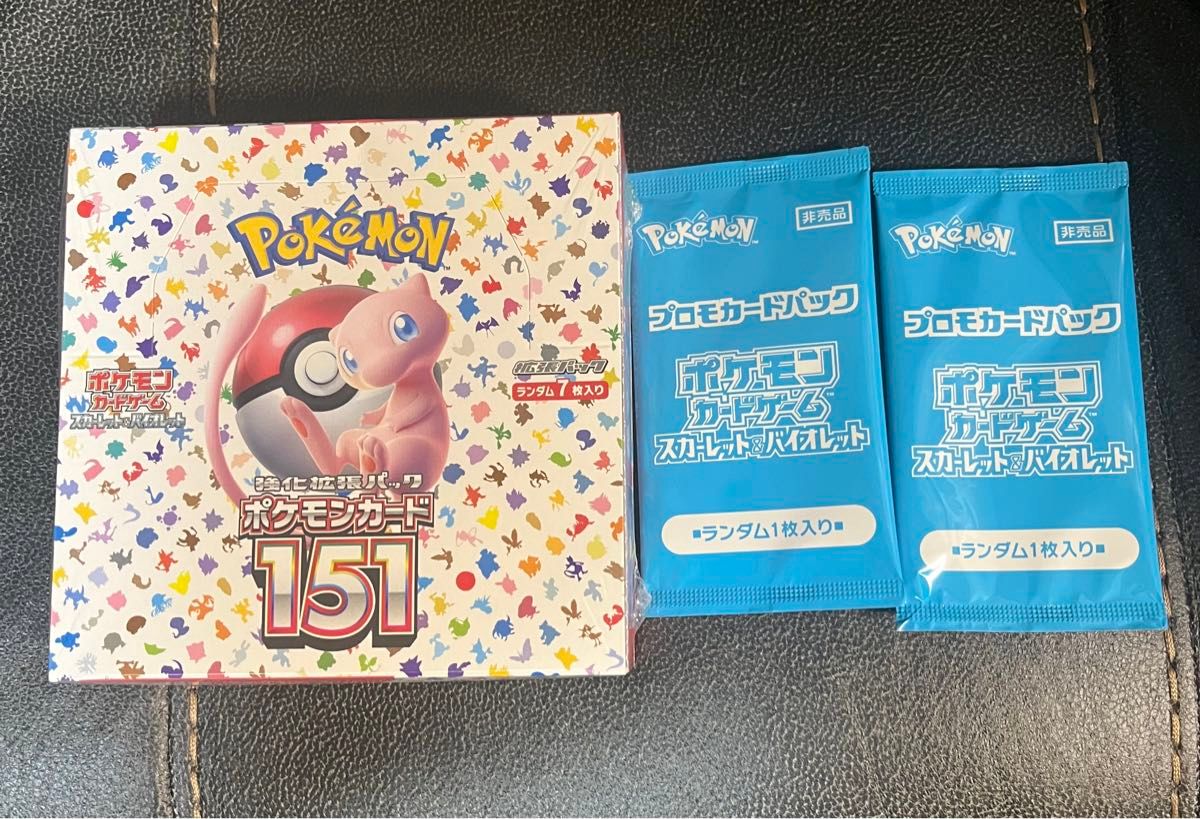 POKéMON
ポケモン
カードゲーム
スカーレット&バイオレット
拡張パック
ランダム7枚入り
強化拡張パック
ポケモンカード
151
POKéMON
非売品
プロモカードパック
ポケモン
カードゲーム
スカーレット&バイオレット
■ランダム1枚入り■
POKéMON
非売品
プロモカードパック
ポケモン
カードゲーム
スカーレット&バイオレット
■ランダム1枚入り■